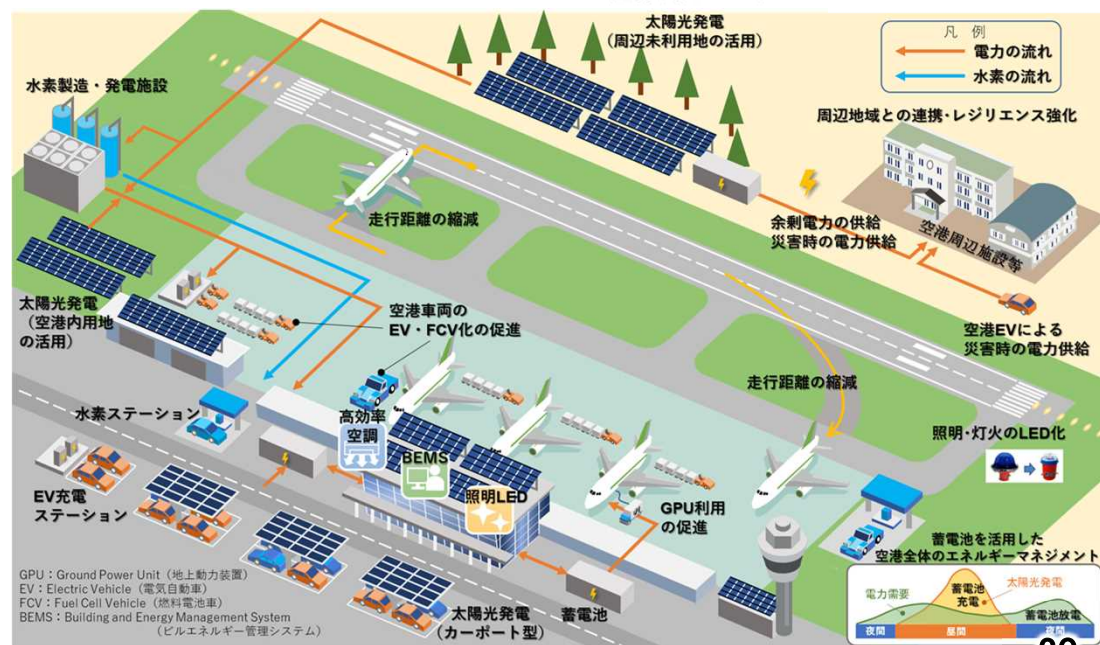 太陽光発電
（周辺未利用地の活用）
凡　例
電力の流れ
水素の流れ
水素製造・発電施設
周辺地域との連携・レジリエンス強化
走行距離の縮減
余剰電力の供給
災害時の電力供給
空港周辺施設等
太陽光発電
（空港内用地
の活用）
空港車両の
EV・FCV化の促進
空港EVによる
災害時の電力供給
走行距離の縮減
水素ステーション
高効率
空調
BEMS
照明LED
照明・灯火のLED化
EV充電
ステーション
GPU利用
の促進
蓄電池を活用した
空港全体のエネルギーマネジメント
電力需要
蓄電池
充電
太陽光発電
蓄電池放電
夜間
昼間
夜間
GPU：Ground Power Unit（地上動力装置）
EV：Electric Vehicle（電気自動車）
FCV：Fuel Cell Vehicle（燃料電池車）
BEMS：Building and Energy Management System
（ビルエネルギー管理システム）
太陽光発電
（カーポート型）
蓄電池